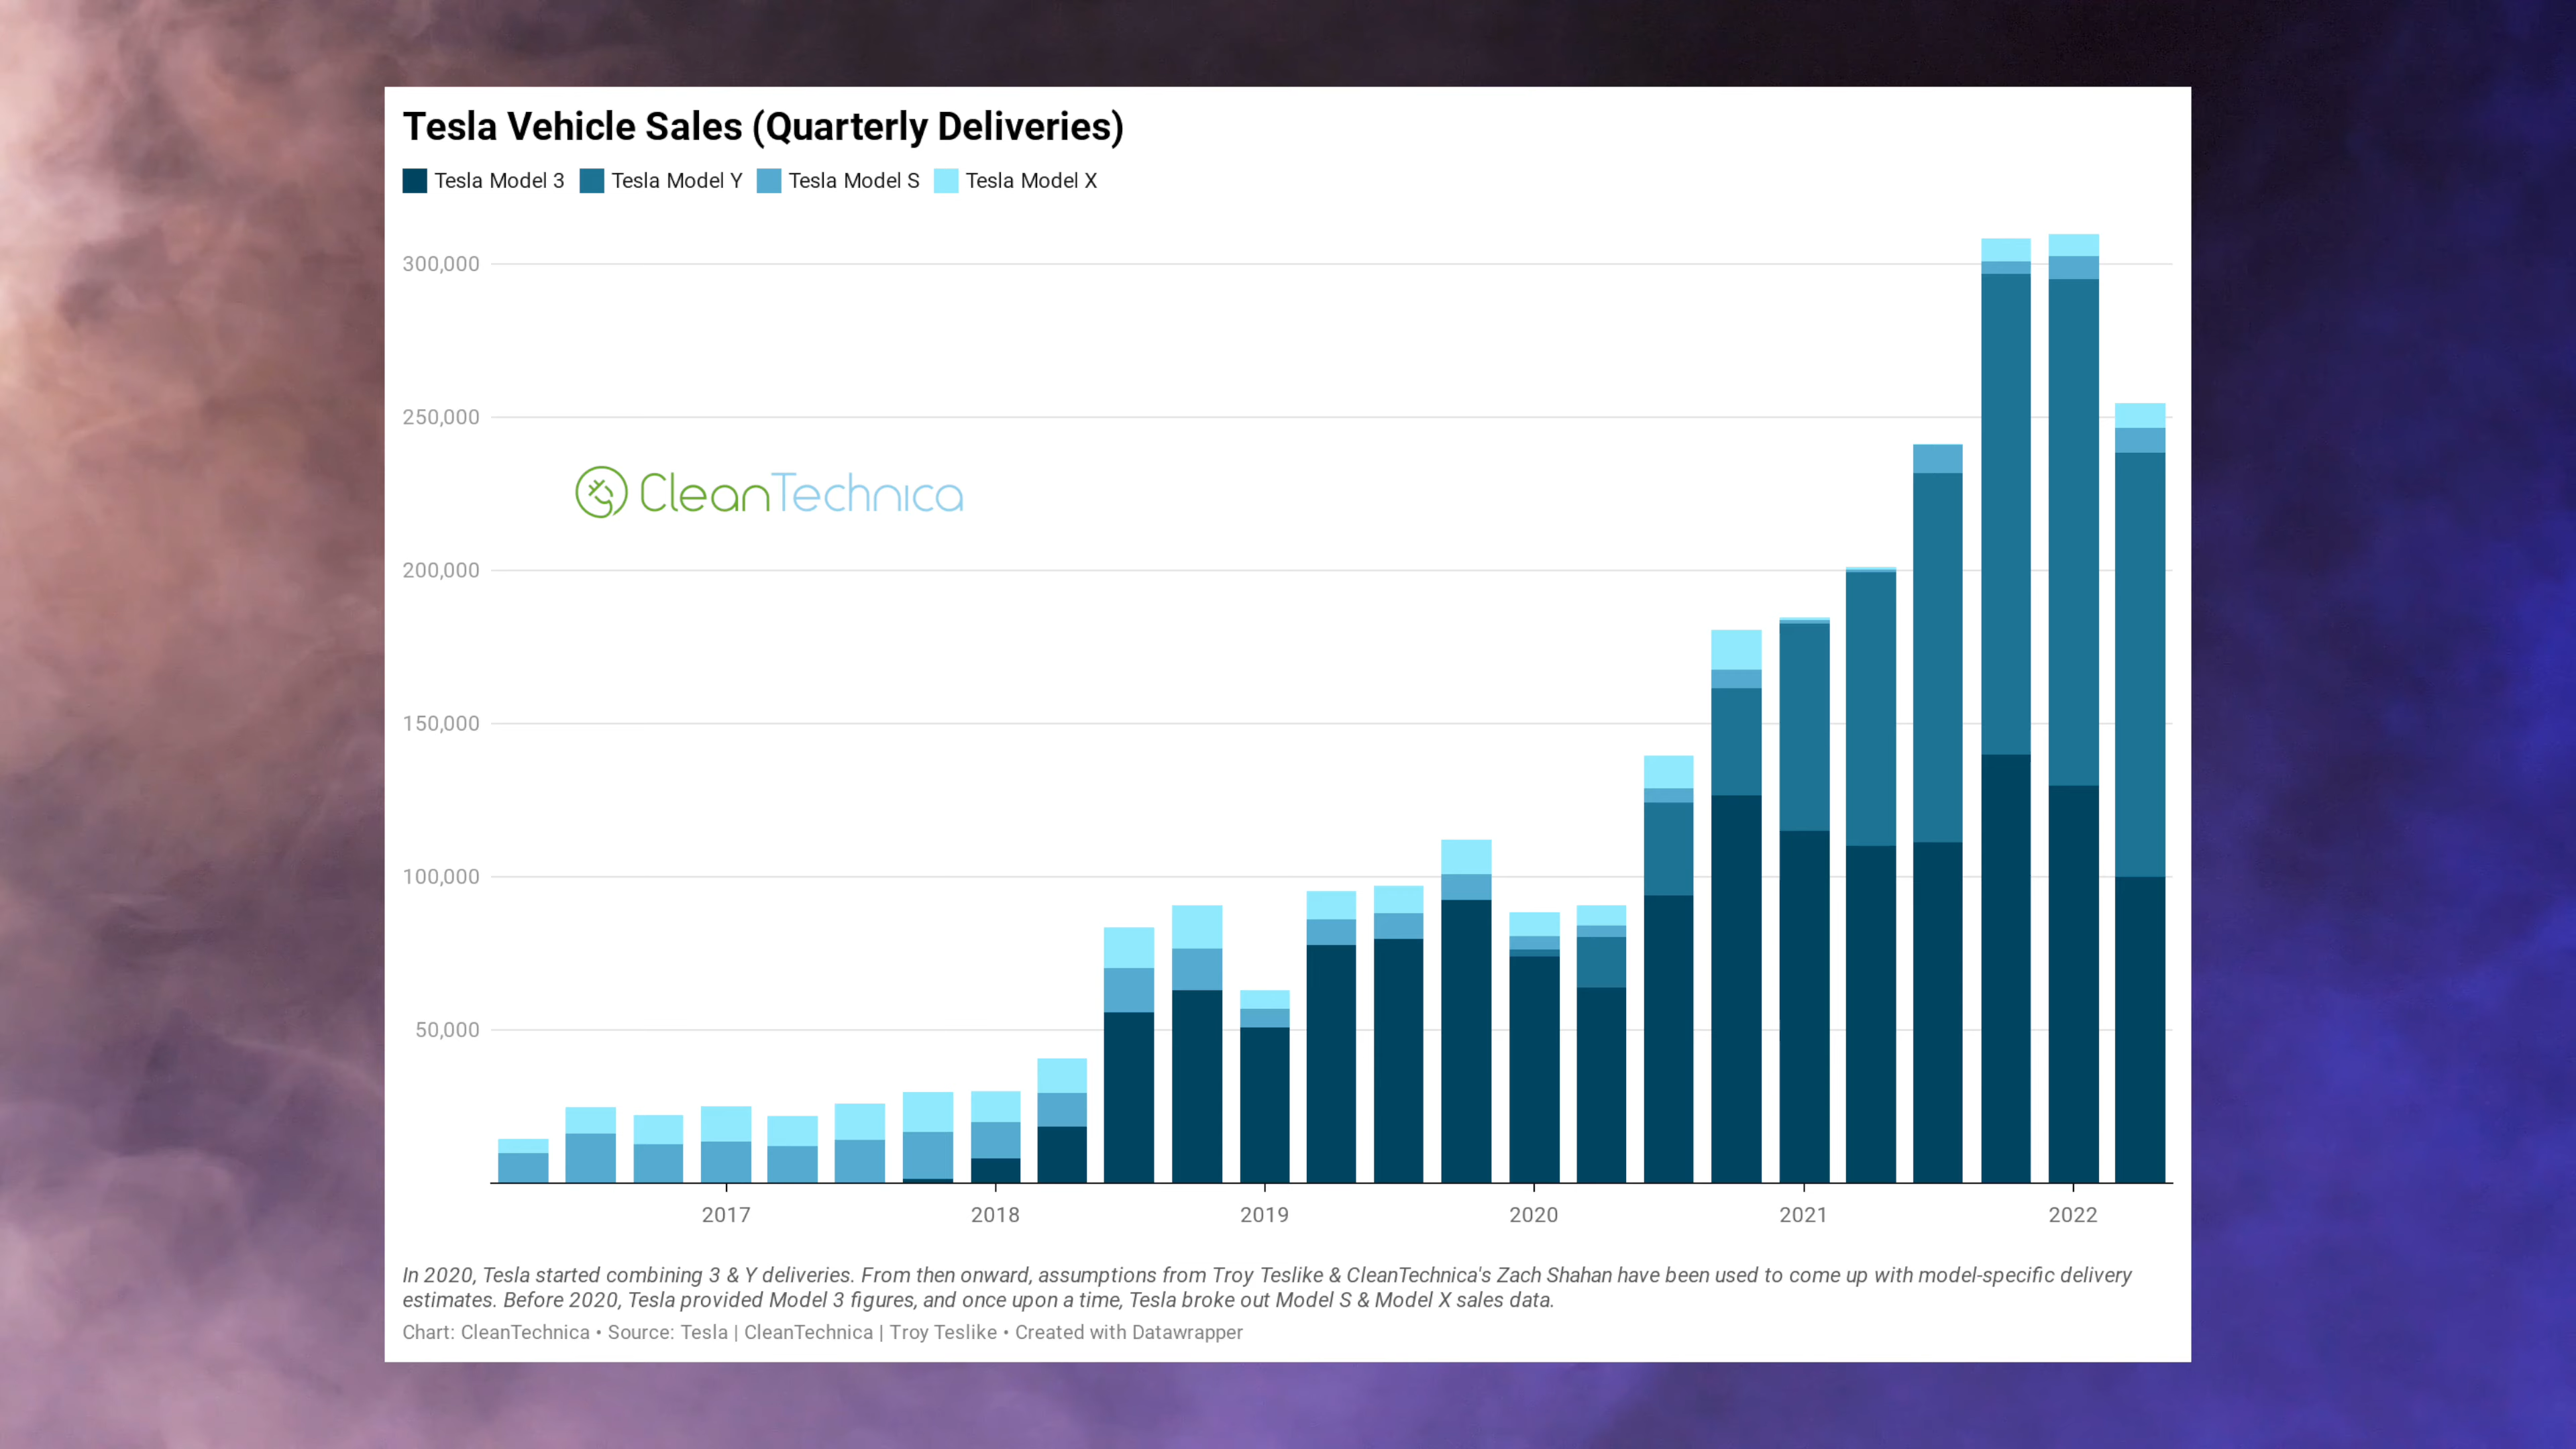 Tesla Vehicle Sales (Quarterly Deliveries)
Tesla Model 3 Tesla Model Y Tesla Model S Tesla Model X
300,000
250,000
CleanTechnica
200,000
150,000
100,000
50,000
2017 2018 2019 2020 2021 2022
In 2020, Tesla started combining 3 & Y deliveries. From then onward, assumptions from Troy Teslike & CleanTechnica's Zach Shahan have been used to come up with model-specific delivery
estimates. Before 2020, Tesla provided Model 3 figures, and once upon a time, Tesla broke out Model S & Model X sales data.
Chart: CleanTechnica • Source: Tesla | CleanTechnica | Troy Teslike • Created with Datawrapper